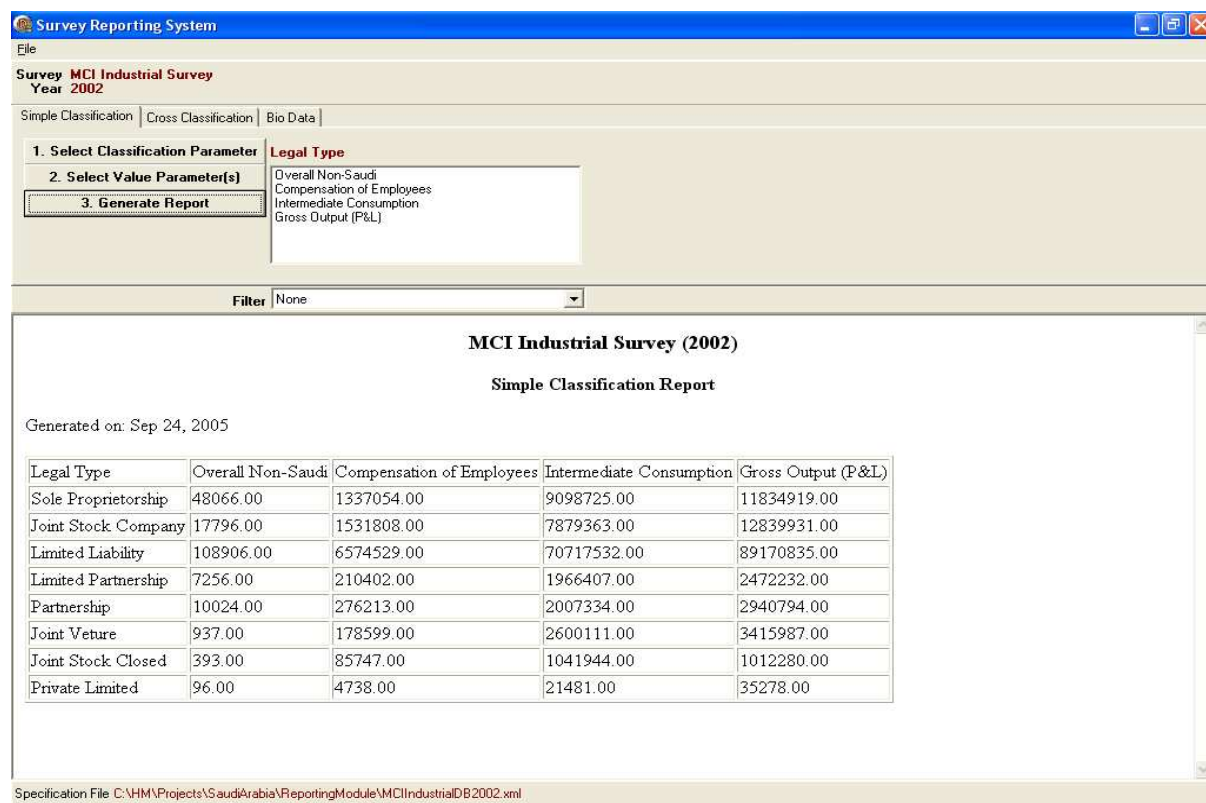 Survey Reporting System
File
Survey MCI Industrial Survey
Year 2002
Simple Classification Cross Classification Bio Data
1. Select Classification Parameter Legal Type
2. Select Value Parameter(s)
3. Generate Report
Overall Non-Saudi
Compensation of Employees
Intermediate Consumption
Gross Output (P&L)
Filter None
MCI Industrial Survey (2002)
Simple Classification Report
Generated on: Sep 24, 2005
Legal Type Overall Non-Saudi Compensation of Employees Intermediate Consumption Gross Output (P&L)
Sole Proprietorship 48066.00 1337054.00 9098725.00 11834919.00
Joint Stock Company 17796.00 1531808.00 7879363.00 12839931.00
Limited Liability 108906.00 6574529.00 70717532.00 89170835.00
Limited Partnership 7256.00 210402.00 1966407.00 2472232.00
Partnership 10024.00 276213.00 2007334.00 2940794.00
Joint Veture 937.00 178599.00 2600111.00 3415987.00
Joint Stock Closed 393.00 85747.00 1041944.00 1012280.00
Private Limited 96.00 4738.00 21481.00 35278.00
Specification File C:\HM\Projects\SaudiArabia\ReportingModule\MCIIndustrialDB2002.xml